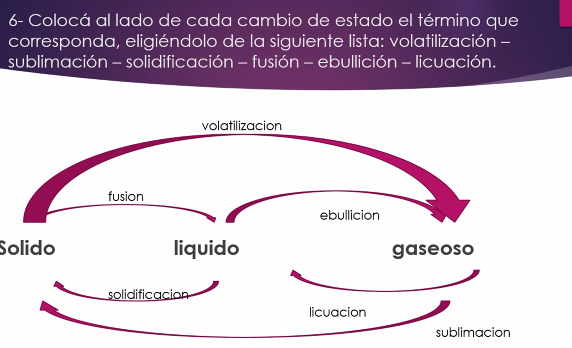 6- Colocá al lado de cada cambio de estado el término que
corresponda, eligiéndolo de la siguiente lista: volatilización –
sublimación – solidificación – fusión – ebullición – licuación.
volatilizacion
fusion
ebullicion
Solido liquido gaseoso
solidificacion
licuacion
sublimacion